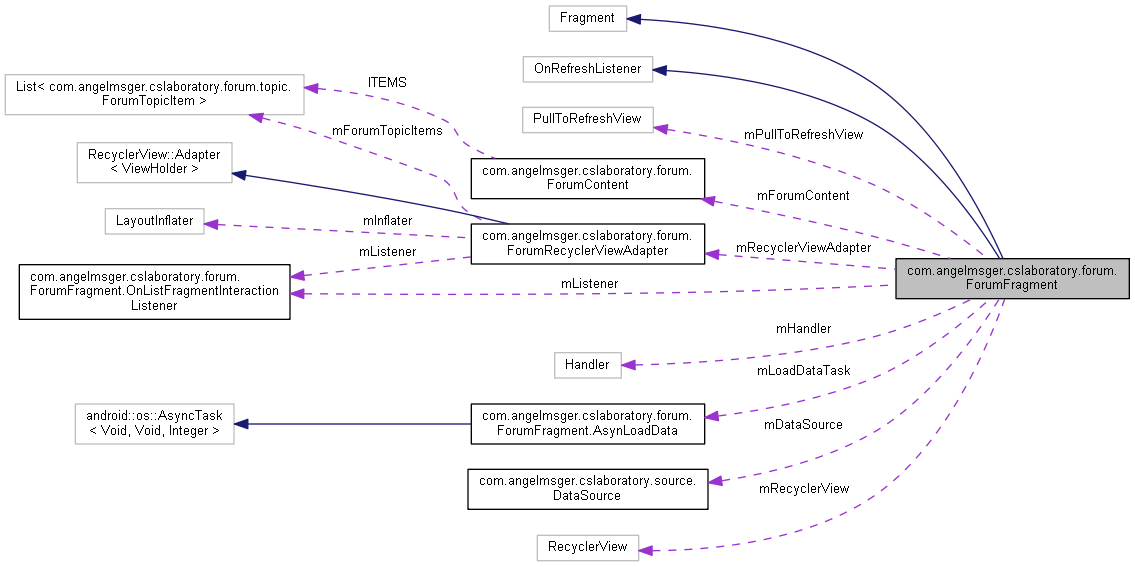 Fragment
OnRefreshListener
List< com.angelmsger.cslaboratory.forum.topic.
ForumTopicItem >
ITEMS
PullToRefreshView
mPullToRefreshView
mForumTopicItems
RecyclerView::Adapter
< ViewHolder >
com.angelmsger.cslaboratory.forum.
ForumContent
mForumContent
LayoutInflater
mInflater
com.angelmsger.cslaboratory.forum.
ForumRecyclerViewAdapter
mRecyclerViewAdapter
mListener
com.angelmsger.cslaboratory.forum.
ForumFragment.OnListFragmentInteraction
Listener
mListener
com.angelmsger.cslaboratory.forum.
ForumFragment
mHandler
Handler
mLoadDataTask
android::os::AsyncTask
< Void, Void, Integer >
com.angelmsger.cslaboratory.forum.
ForumFragment.AsynLoadData
mDataSource
com.angelmsger.cslaboratory.source.
DataSource
mRecyclerView
RecyclerView